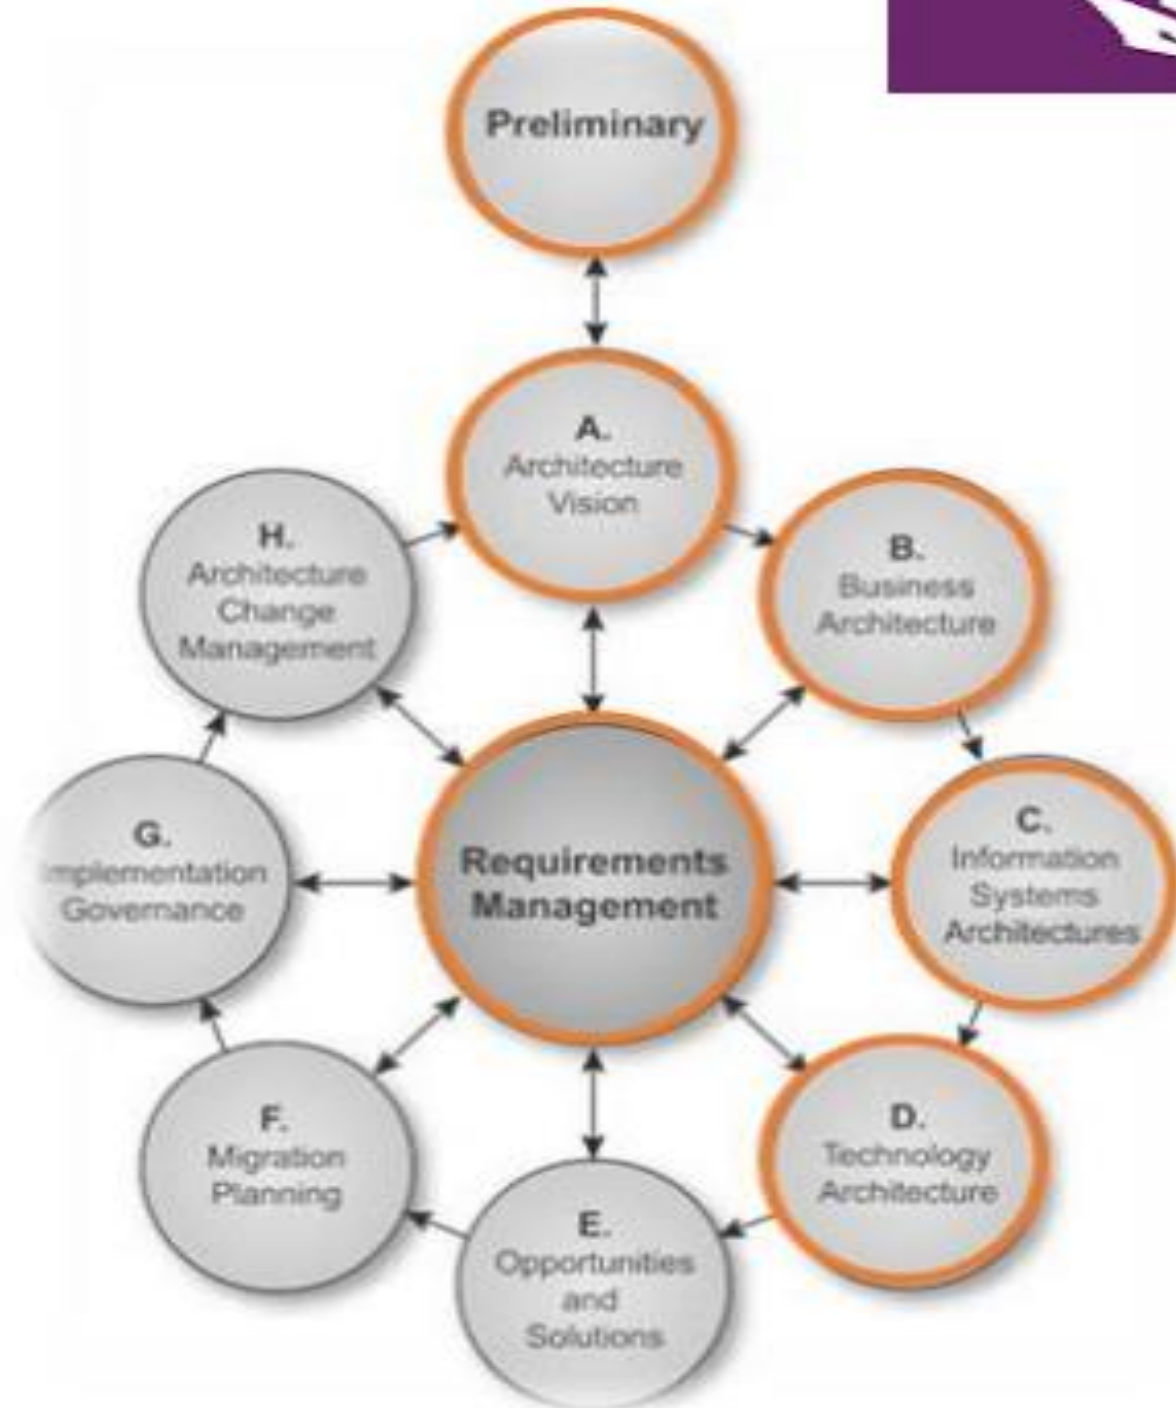 Preliminary
A.
Architecture
Vision
B.
Business
Architecture
C.
Information
Systems
Architectures
D.
Technology
Architecture
E.
Opportunities
and
Solutions
F.
Migration
Planning
G.
Implementation
Governance
H.
Architecture
Change
Management
Requirements
Management